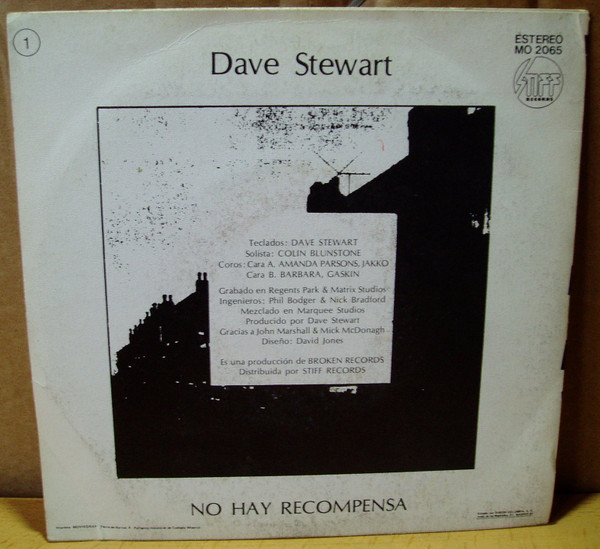 1
ESTEREO
MO 2065
STIFF
RECORDS
Dave Stewart
Teclados: DAVE STEWART
Solista: COLIN BLUNSTONE
Coros: Cara A. AMANDA PARSONS, JAKKO
Cara B. BARBARA, GASKIN
Grabado en Regents Park & Matrix Studios
Ingenieros: Phil Bodger & Nick Bradford
Mezclado en Marquee Studios
Producido por Dave Stewart
Gracias a John Marshall & Mick McDonagh
Diseño: David Jones
Es una producción de BROKEN RECORDS
Distribuida por STIFF RECORDS
NO HAY RECOMPENSA